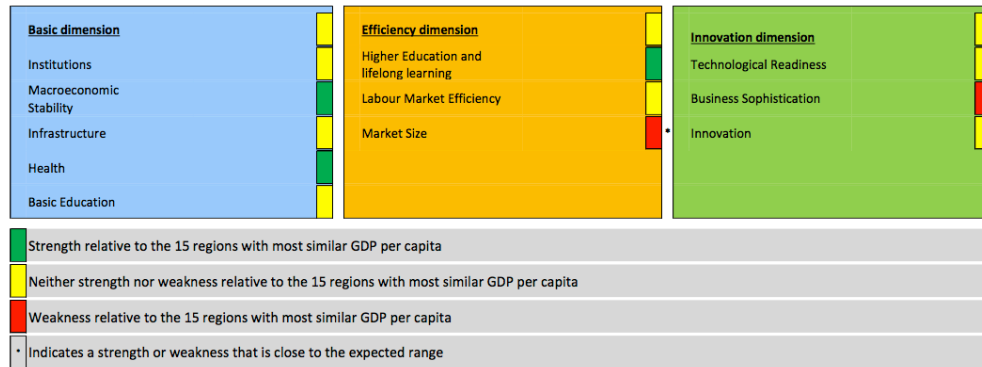 Basic dimension
Institutions
Macroeconomic
Stability
Infrastructure
Health
Basic Education
Efficiency dimension
Higher Education and
lifelong learning
Labour Market Efficiency
Market Size
*
Innovation dimension
Technological Readiness
Business Sophistication
Innovation
Strength relative to the 15 regions with most similar GDP per capita
Neither strength nor weakness relative to the 15 regions with most similar GDP per capita
Weakness relative to the 15 regions with most similar GDP per capita
* Indicates a strength or weakness that is close to the expected range